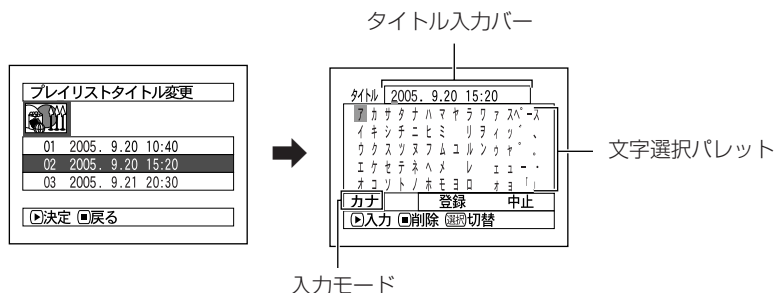 タイトル入力バー
プレイリストタイトル変更
01 2005. 9.20 10:40
02 2005. 9.20 15:20
03 2005. 9.21 20:30
決定 戻る
タイトル 2005. 9.20 15:20
ア カ サ タ ナ ハ マ ヤ ラ ワ ァ スペース
イ キ シ チ ニ ヒ ミ リ ヲ ィ ッ ゛ 、
ウ ク ス ツ ヌ フ ム ユ ル ン ゥ ャ ゜ 。
エ ケ セ テ ネ ヘ メ レ ェ ュ ー ・
オ コ ソ ト ノ ホ モ ヨ ロ ォ ョ 「 」
カナ 登録 中止
入力 削除 選択 切替
文字選択パレット
入力モード